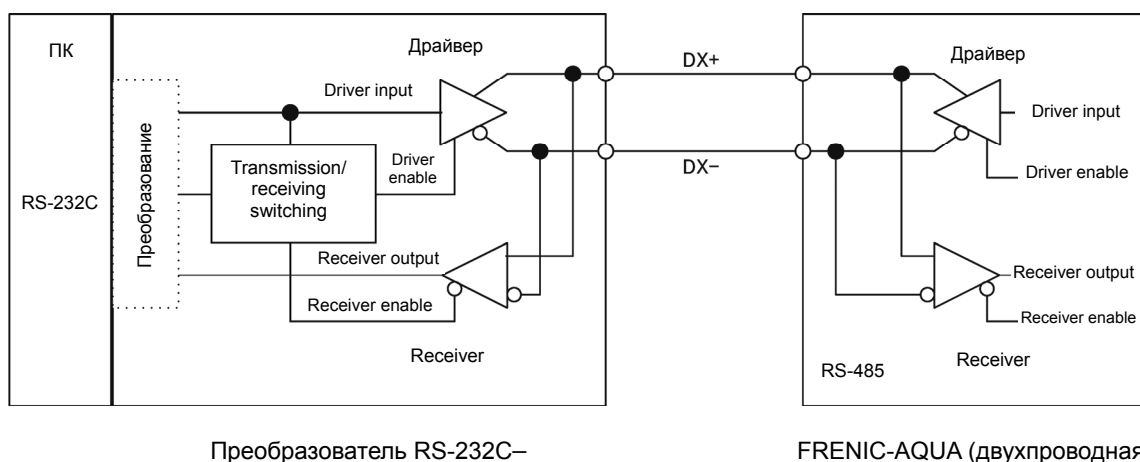 ПК
RS-232C
Преобразование
Драйвер
Driver input
Transmission/
receiving
switching
Driver
enable
Receiver output
Receiver enable
Receiver
DX+
DX−
Драйвер
Driver input
Driver enable
Receiver output
Receiver enable
Receiver
RS-485
Преобразователь RS-232C–
FRENIC-AQUA (двухпроводная